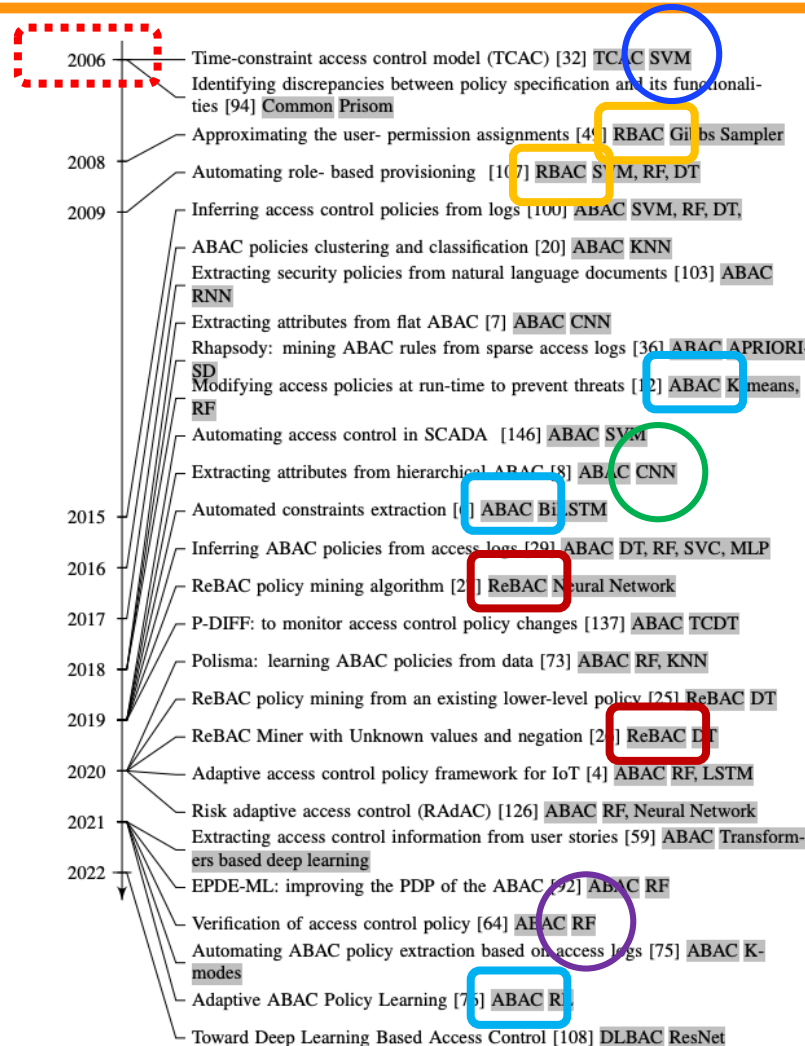 2006
Time-constraint access control model (TCAC) [32] TCAC SVM
Identifying discrepancies between policy specification and its functionali-
ties [94] Common Prisom
Approximating the user- permission assignments [49] RBAC Gibbs Sampler
2008
Automating role- based provisioning [107] RBAC SVM, RF, DT
2009
Inferring access control policies from logs [100] ABAC SVM, RF, DT,
ABAC policies clustering and classification [20] ABAC KNN
Extracting security policies from natural language documents [103] ABAC
RNN
Extracting attributes from flat ABAC [7] ABAC CNN
Rhapsody: mining ABAC rules from sparse access logs [36] ABAC APRIORI-
SD
Modifying access policies at run-time to prevent threats [12] ABAC K-means,
RF
Automating access control in SCADA [146] ABAC SVM
Extracting attributes from hierarchical ABAC [8] ABAC CNN
2015
Automated constraints extraction ABAC BiLSTM
Inferring ABAC policies from access logs [29] ABAC DT, RF, SVC, MLP
2016
ReBAC policy mining algorithm ReBAC Neural Network
2017
P-DIFF: to monitor access control policy changes [137] ABAC TCDT
2018
Polisma: learning ABAC policies from data [73] ABAC RF, KNN
ReBAC policy mining from an existing lower-level policy [25] ReBAC DT
2019
ReBAC Miner with Unknown values and negation ReBAC DT
2020
Adaptive access control policy framework for IoT [4] ABAC RF, LSTM
Risk adaptive access control (RAdAC) [126] ABAC RF, Neural Network
2021
Extracting access control information from user stories [59] ABAC Transform-
ers based deep learning
2022
EPDE-ML: improving the PDP of the ABAC [92] ABAC RF
Verification of access control policy [64] ABAC RF
Automating ABAC policy extraction based on access logs [75] ABAC K-
modes
Adaptive ABAC Policy Learning ABAC RL
Toward Deep Learning Based Access Control [108] DLBAC ResNet